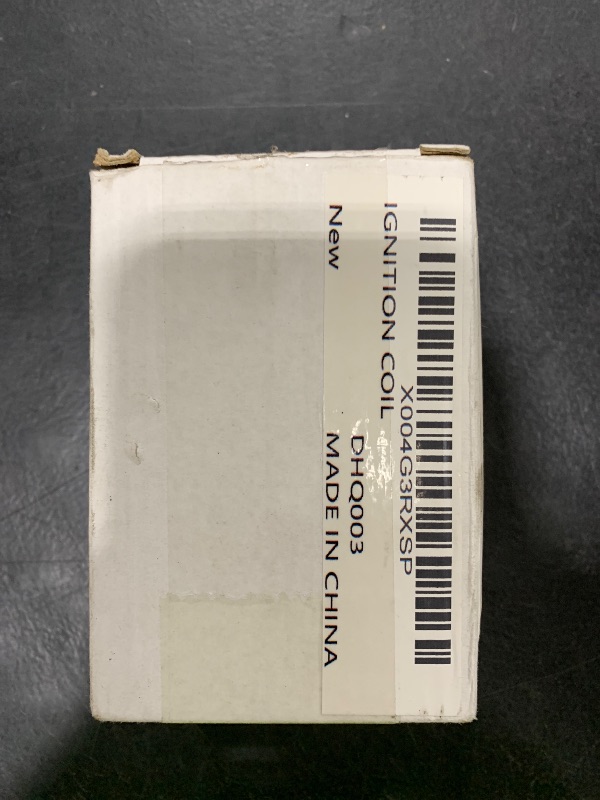 X004G3RXSP
IGNITION COIL
DHQ003
New
MADE IN CHINA